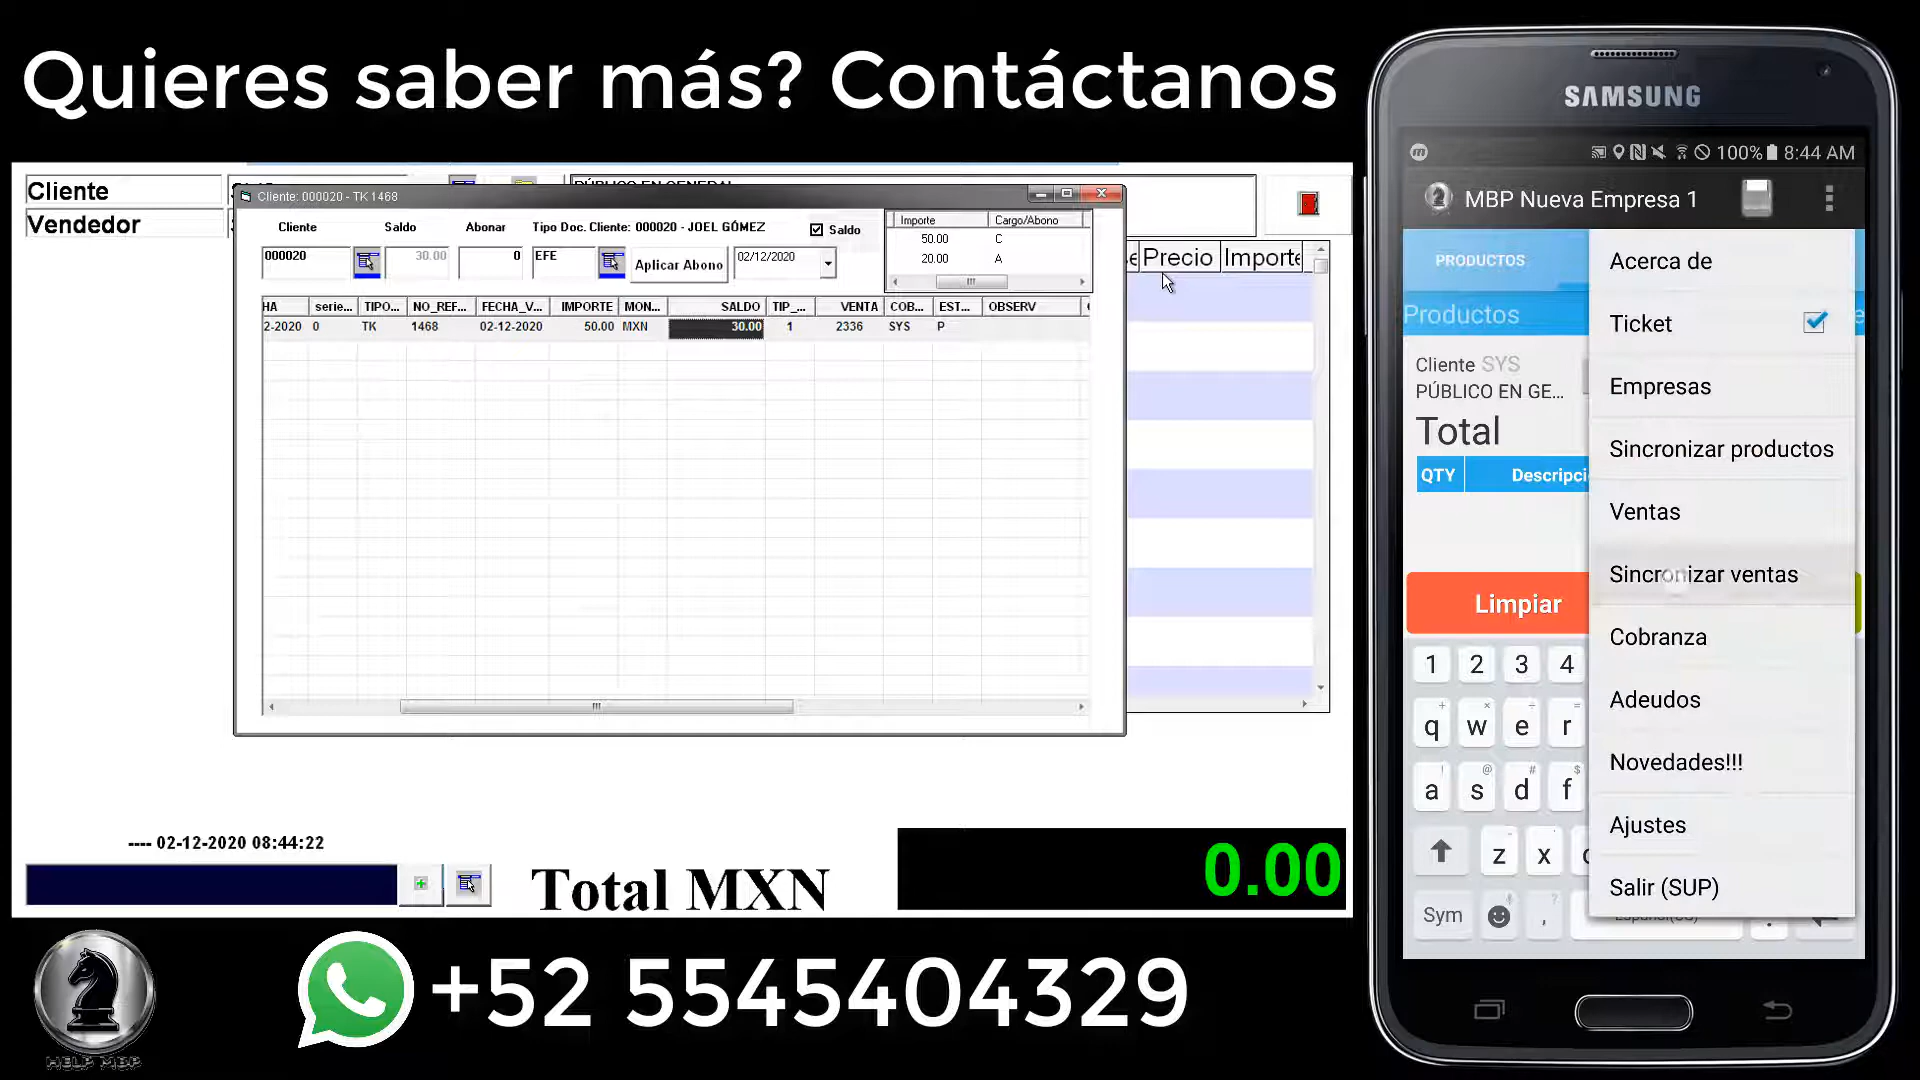 Quieres saber más? Contáctanos
Cliente
Vendedor
PÚBLICO EN GENERAL
Precio Importe
Cliente: 000020 - TK 1468
Cliente Saldo Abonar Tipo Doc. Cliente: 000020 - JOEL GÓMEZ Saldo
000020 30.00 0 EFE Aplicar Abono 02/12/2020
Importe Cargo/Abono
50.00 C
20.00 A
HA serie... TIPO... NO_REF... FECHA_V... IMPORTE MON... SALDO TIP_... VENTA COB... EST... OBSERV
2-2020 0 TK 1468 02-12-2020 50.00 MXN 30.00 1 2336 SYS P
---- 02-12-2020 08:44:22
Total MXN
0.00
HELP MBP
+52 5545404329
SAMSUNG
100% 8:44 AM
MBP Nueva Empresa 1
PRODUCTOS
Productos
Cliente SYS
PÚBLICO EN GE...
Total
QTY Descripci
Limpiar
1 2 3 4
q w e r
a s d f
z x c
Sym ,
Acerca de
Ticket
Empresas
Sincronizar productos
Ventas
Sincronizar ventas
Cobranza
Adeudos
Novedades!!!
Ajustes
Salir (SUP)